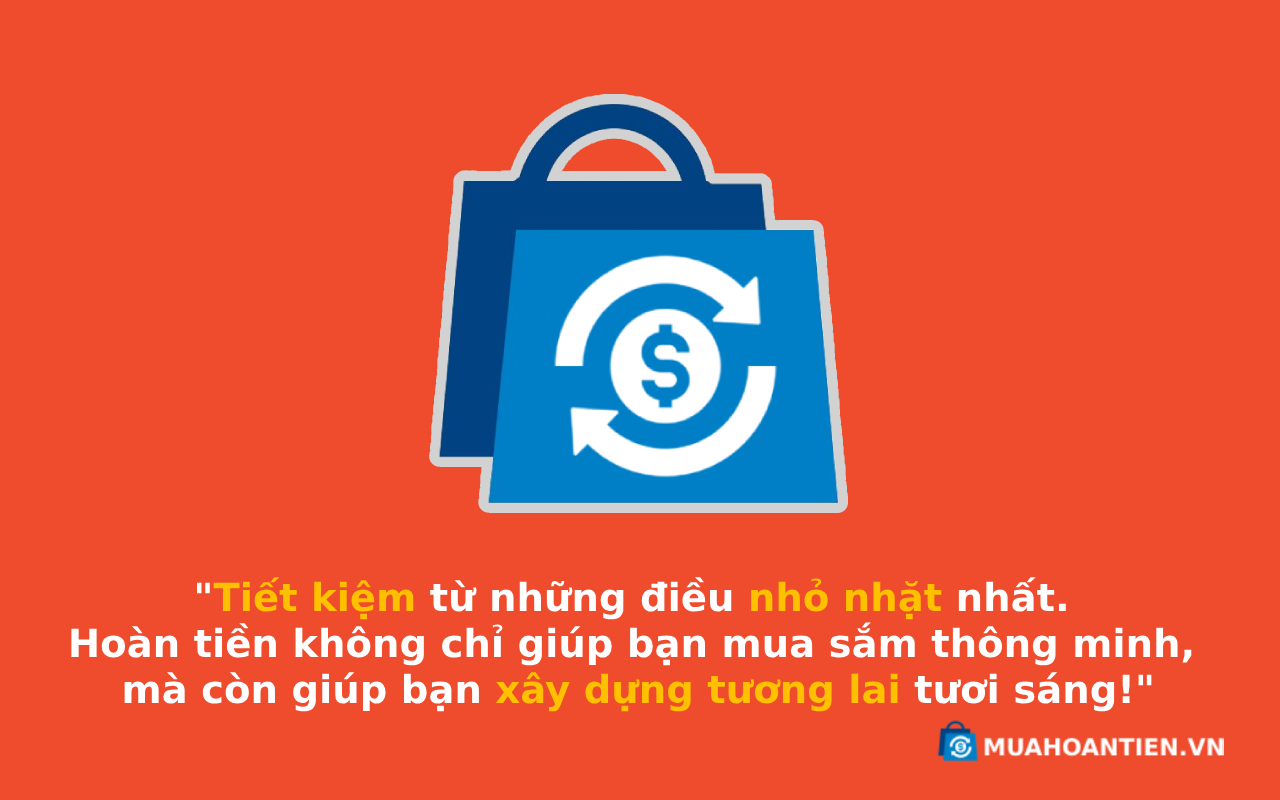 $
"Tiết kiệm từ những điều nhỏ nhặt nhất.
Hoàn tiền không chỉ giúp bạn mua sắm thông minh,
mà còn giúp bạn xây dựng tương lai tươi sáng!"
MUAHOANTIEN.VN